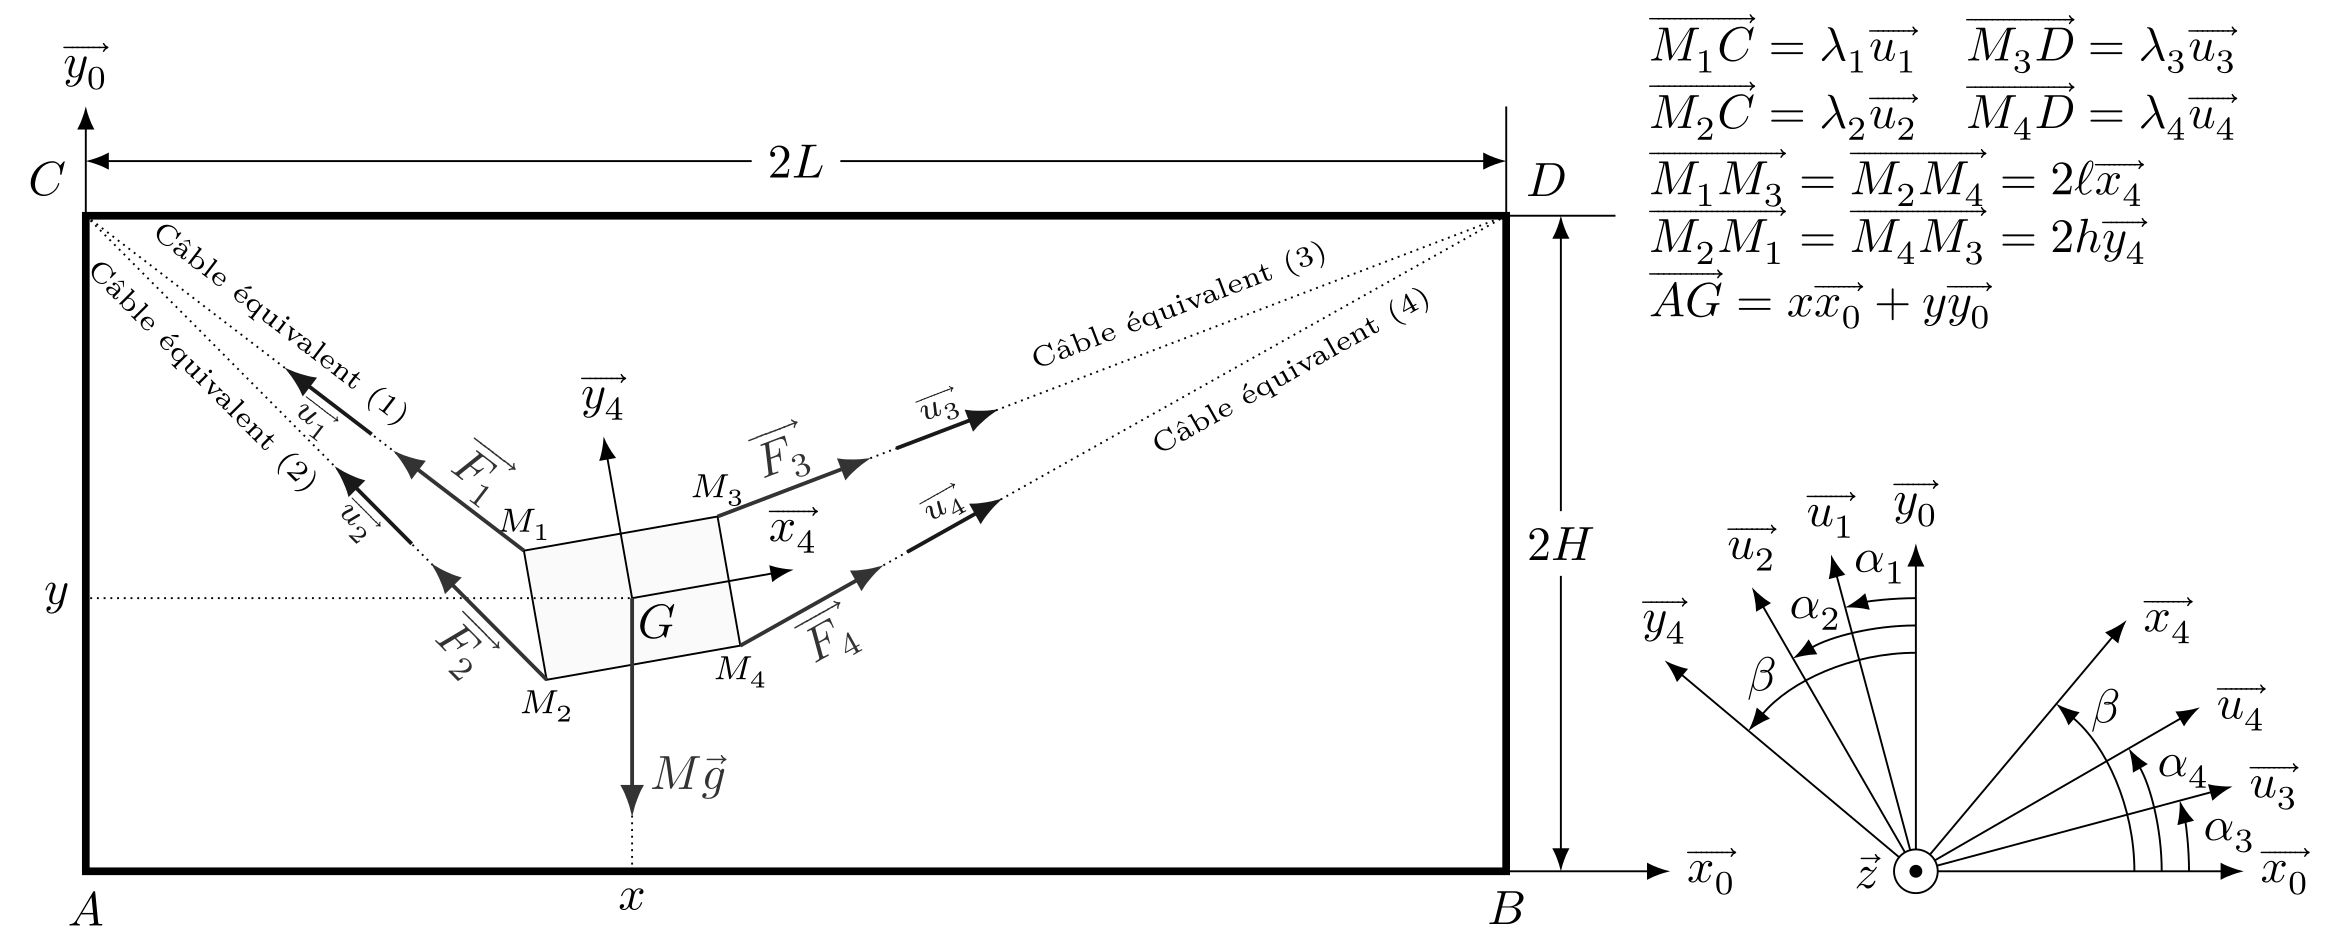 $\overrightarrow{y_0}$
$C$
$2L$
$D$
Câble équivalent (1)
Câble équivalent (2)
Câble équivalent (3)
Câble équivalent (4)
$\overrightarrow{u_1}$
$\overrightarrow{u_2}$
$\overrightarrow{F_1}$
$\overrightarrow{F_2}$
$\overrightarrow{y_4}$
$\overrightarrow{F_3}$
$\overrightarrow{u_3}$
$M_1$
$M_3$
$\overrightarrow{x_4}$
$\overrightarrow{u_4}$
$2H$
$y$
$G$
$\overrightarrow{F_4}$
$M_2$
$M_4$
$M\vec{g}$
$A$
$x$
$B$
$\overrightarrow{x_0}$
$\overrightarrow{M_1C} = \lambda_1\overrightarrow{u_1}$ $\overrightarrow{M_3D} = \lambda_3\overrightarrow{u_3}$
$\overrightarrow{M_2C} = \lambda_2\overrightarrow{u_2}$ $\overrightarrow{M_4D} = \lambda_4\overrightarrow{u_4}$
$\overrightarrow{M_1M_3} = \overrightarrow{M_2M_4} = 2\ell\overrightarrow{x_4}$
$\overrightarrow{M_2M_1} = \overrightarrow{M_4M_3} = 2h\overrightarrow{y_4}$
$\overrightarrow{AG} = x\overrightarrow{x_0} + y\overrightarrow{y_0}$
$\overrightarrow{y_4}$
$\overrightarrow{u_2}$
$\overrightarrow{u_1}$
$\overrightarrow{y_0}$
$\alpha_1$
$\alpha_2$
$\beta$
$\overrightarrow{x_4}$
$\beta$
$\overrightarrow{u_4}$
$\alpha_4$
$\overrightarrow{u_3}$
$\alpha_3$
$\vec{z}$
$\overrightarrow{x_0}$